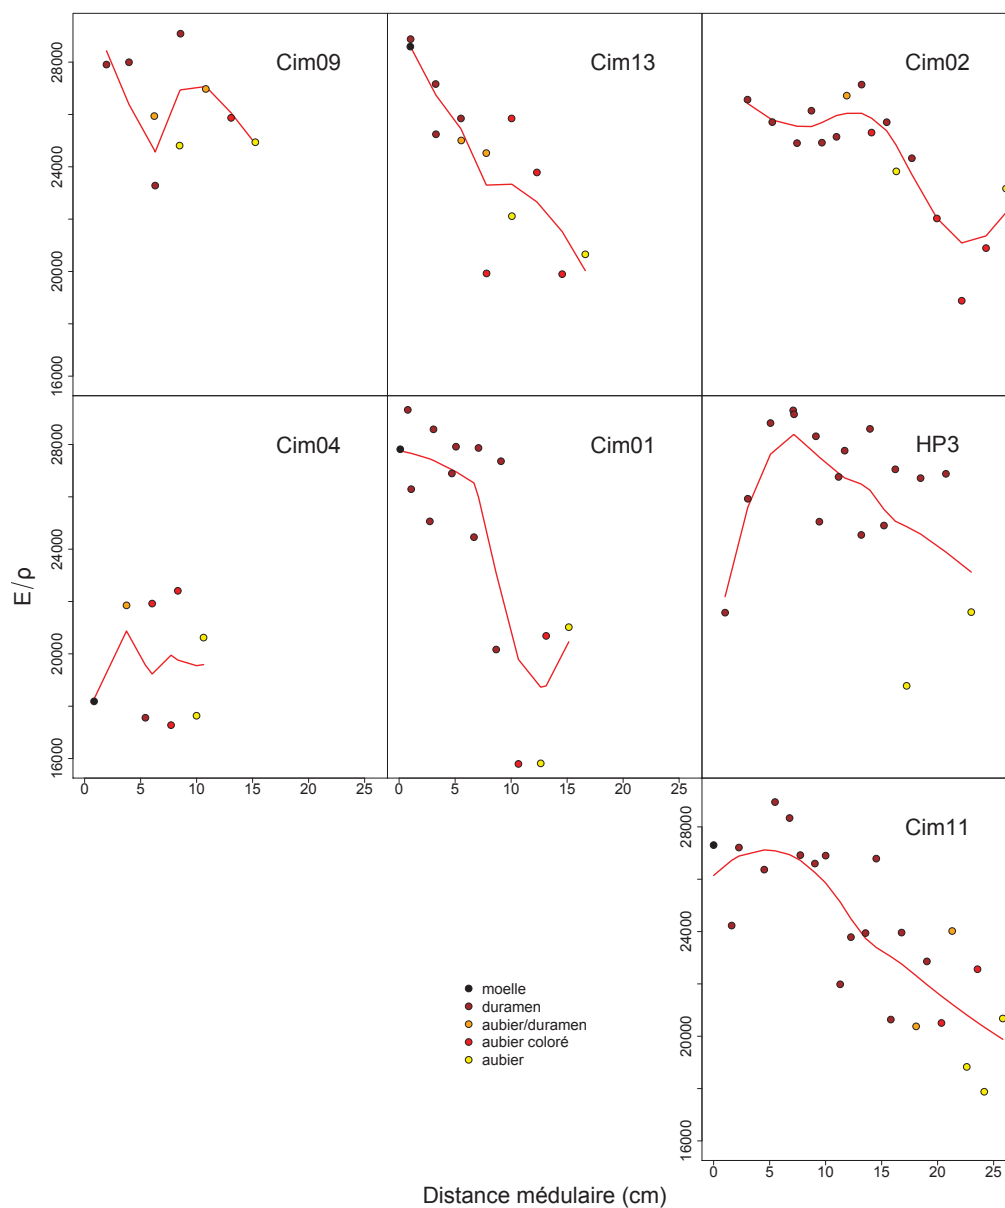 Cim09
Cim13
Cim02
16000 20000 24000 28000
Cim04
Cim01
HP3
16000 20000 24000 28000
E/ρ
0 5 10 15 20 25
0 5 10 15 20 25
Cim11
16000 20000 24000 28000
moelle
duramen
aubier/duramen
aubier coloré
aubier
0 5 10 15 20 25
Distance médulaire (cm)